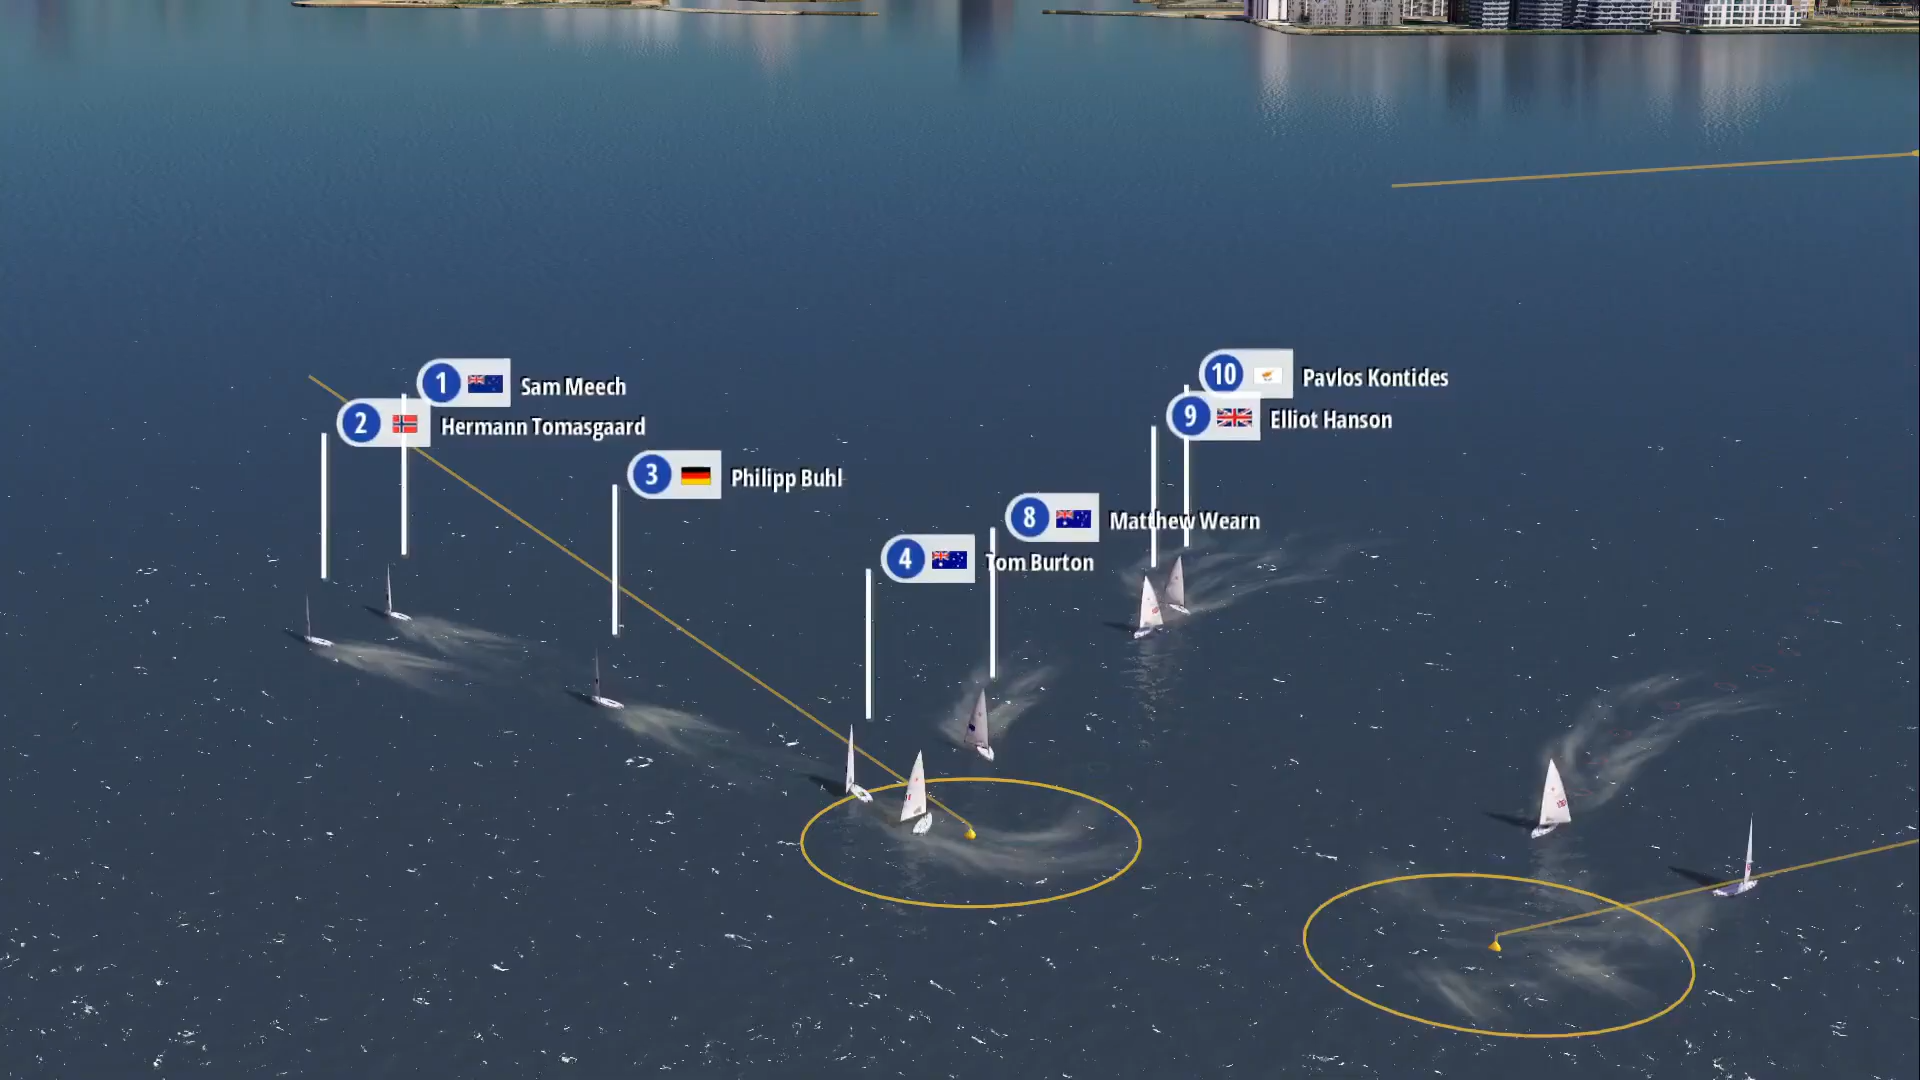 10 Pavlos Kontides
1 Sam Meech
9 Elliot Hanson
2 Hermann Tomasgaard
3 Philipp Buhl
8 Matthew Wearn
4 Tom Burton